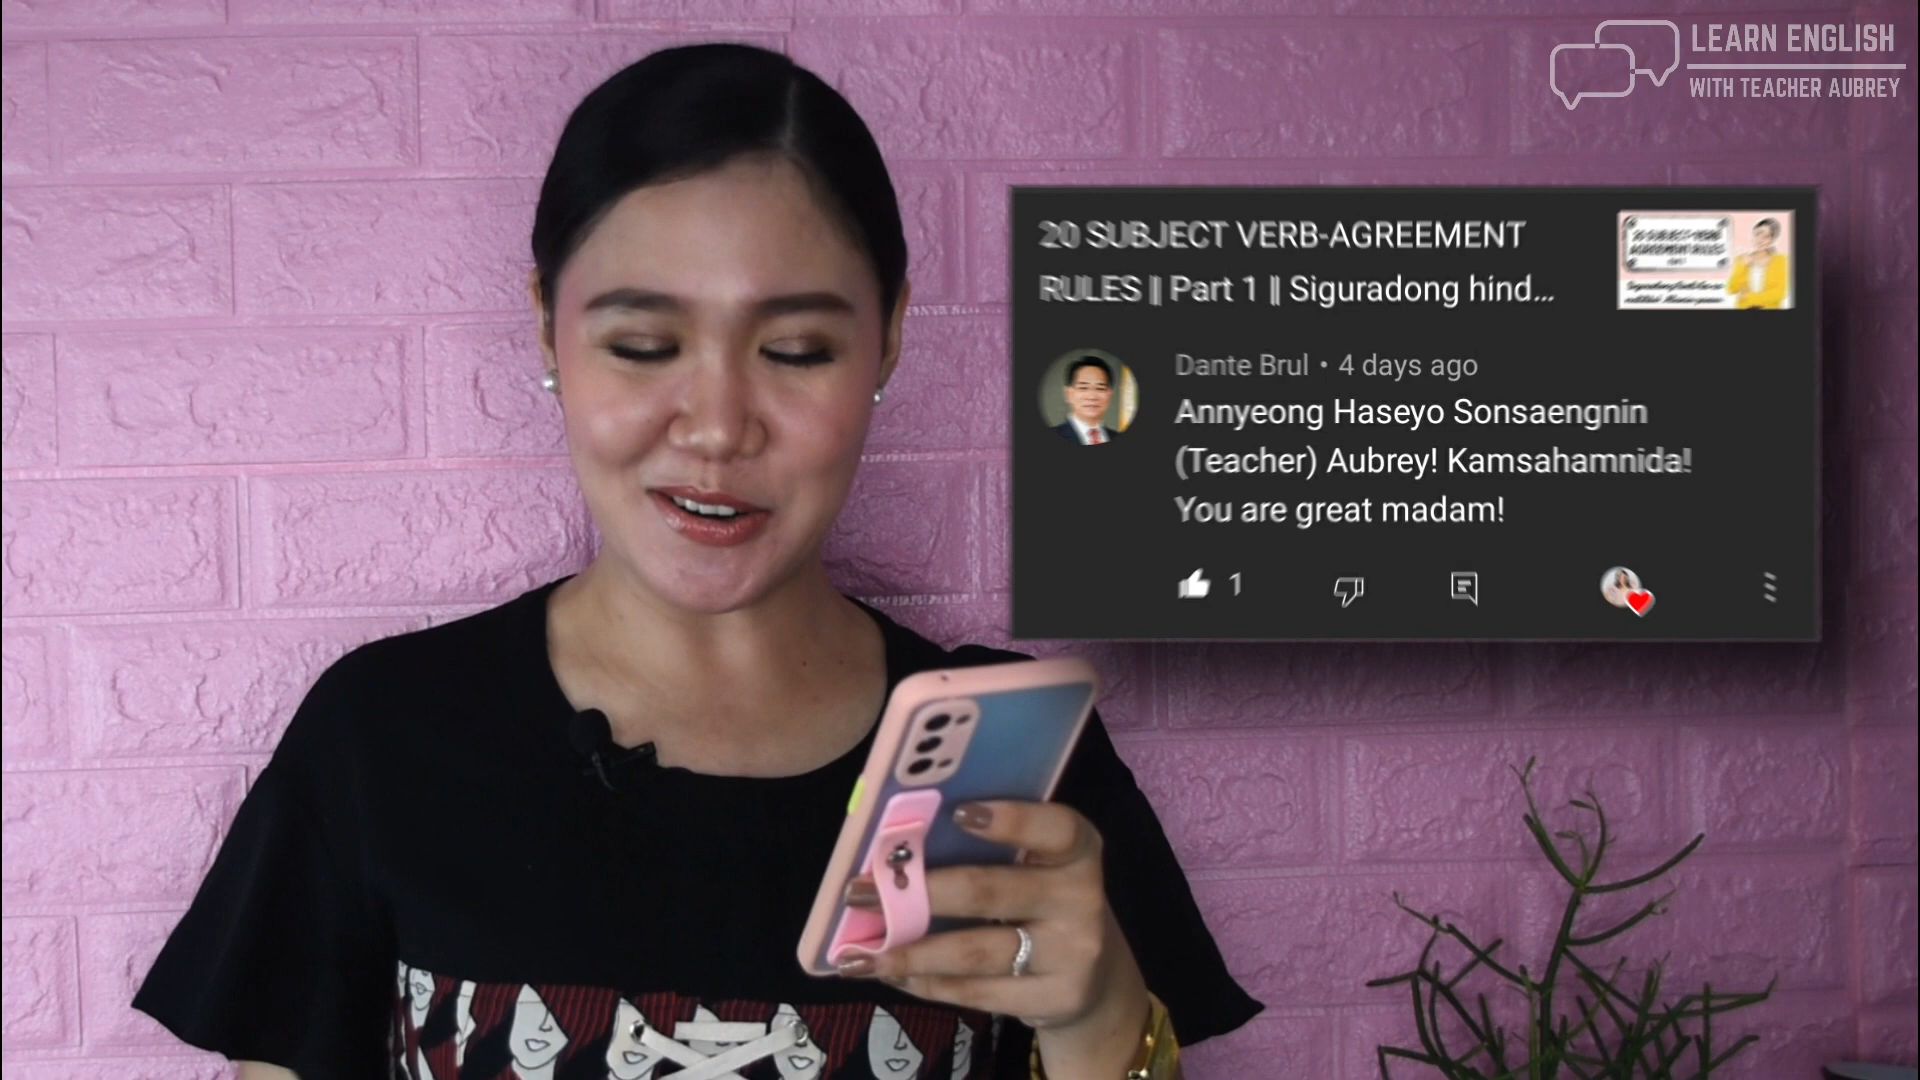 LEARN ENGLISH
WITH TEACHER AUBREY
20 SUBJECT VERB-AGREEMENT
RULES || Part 1 || Siguradong hind...
Dante Brul • 4 days ago
Annyeong Haseyo Sonsaengnin
(Teacher) Aubrey! Kamsahamnida!
You are great madam!
1